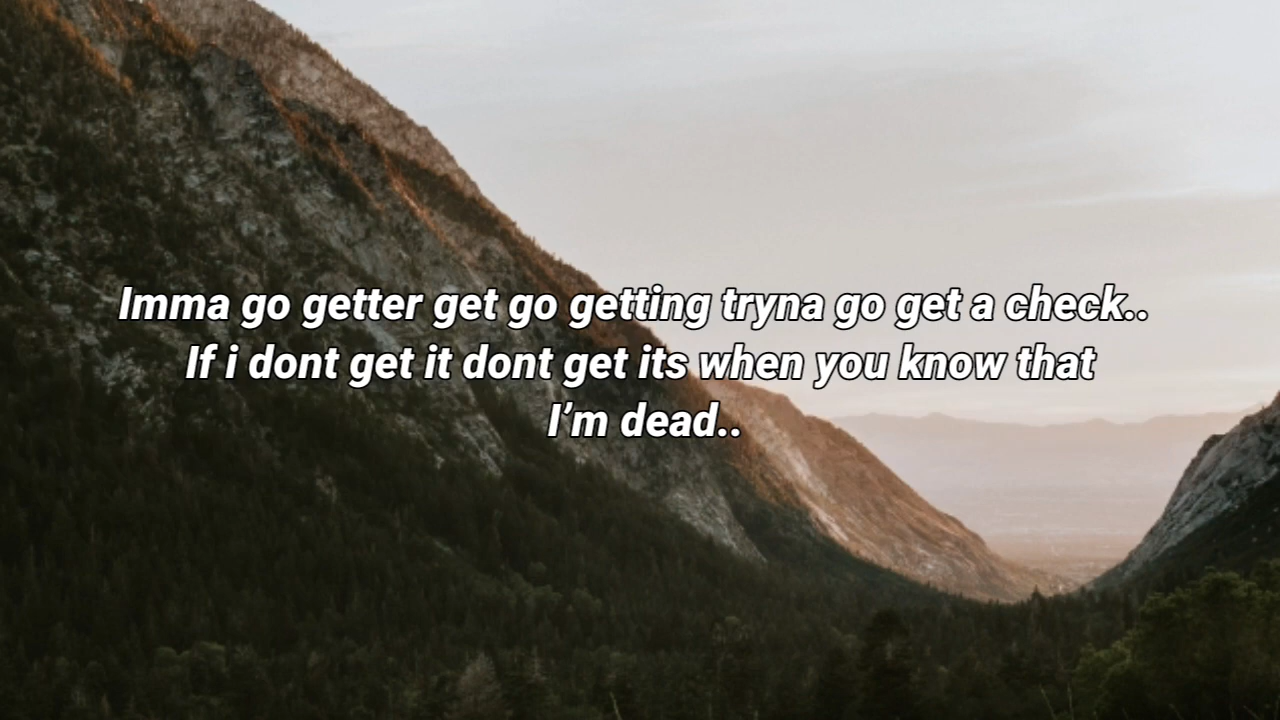 Imma go getter get go getting tryna go get a check..
If i dont get it dont get its when you know that
I’m dead..